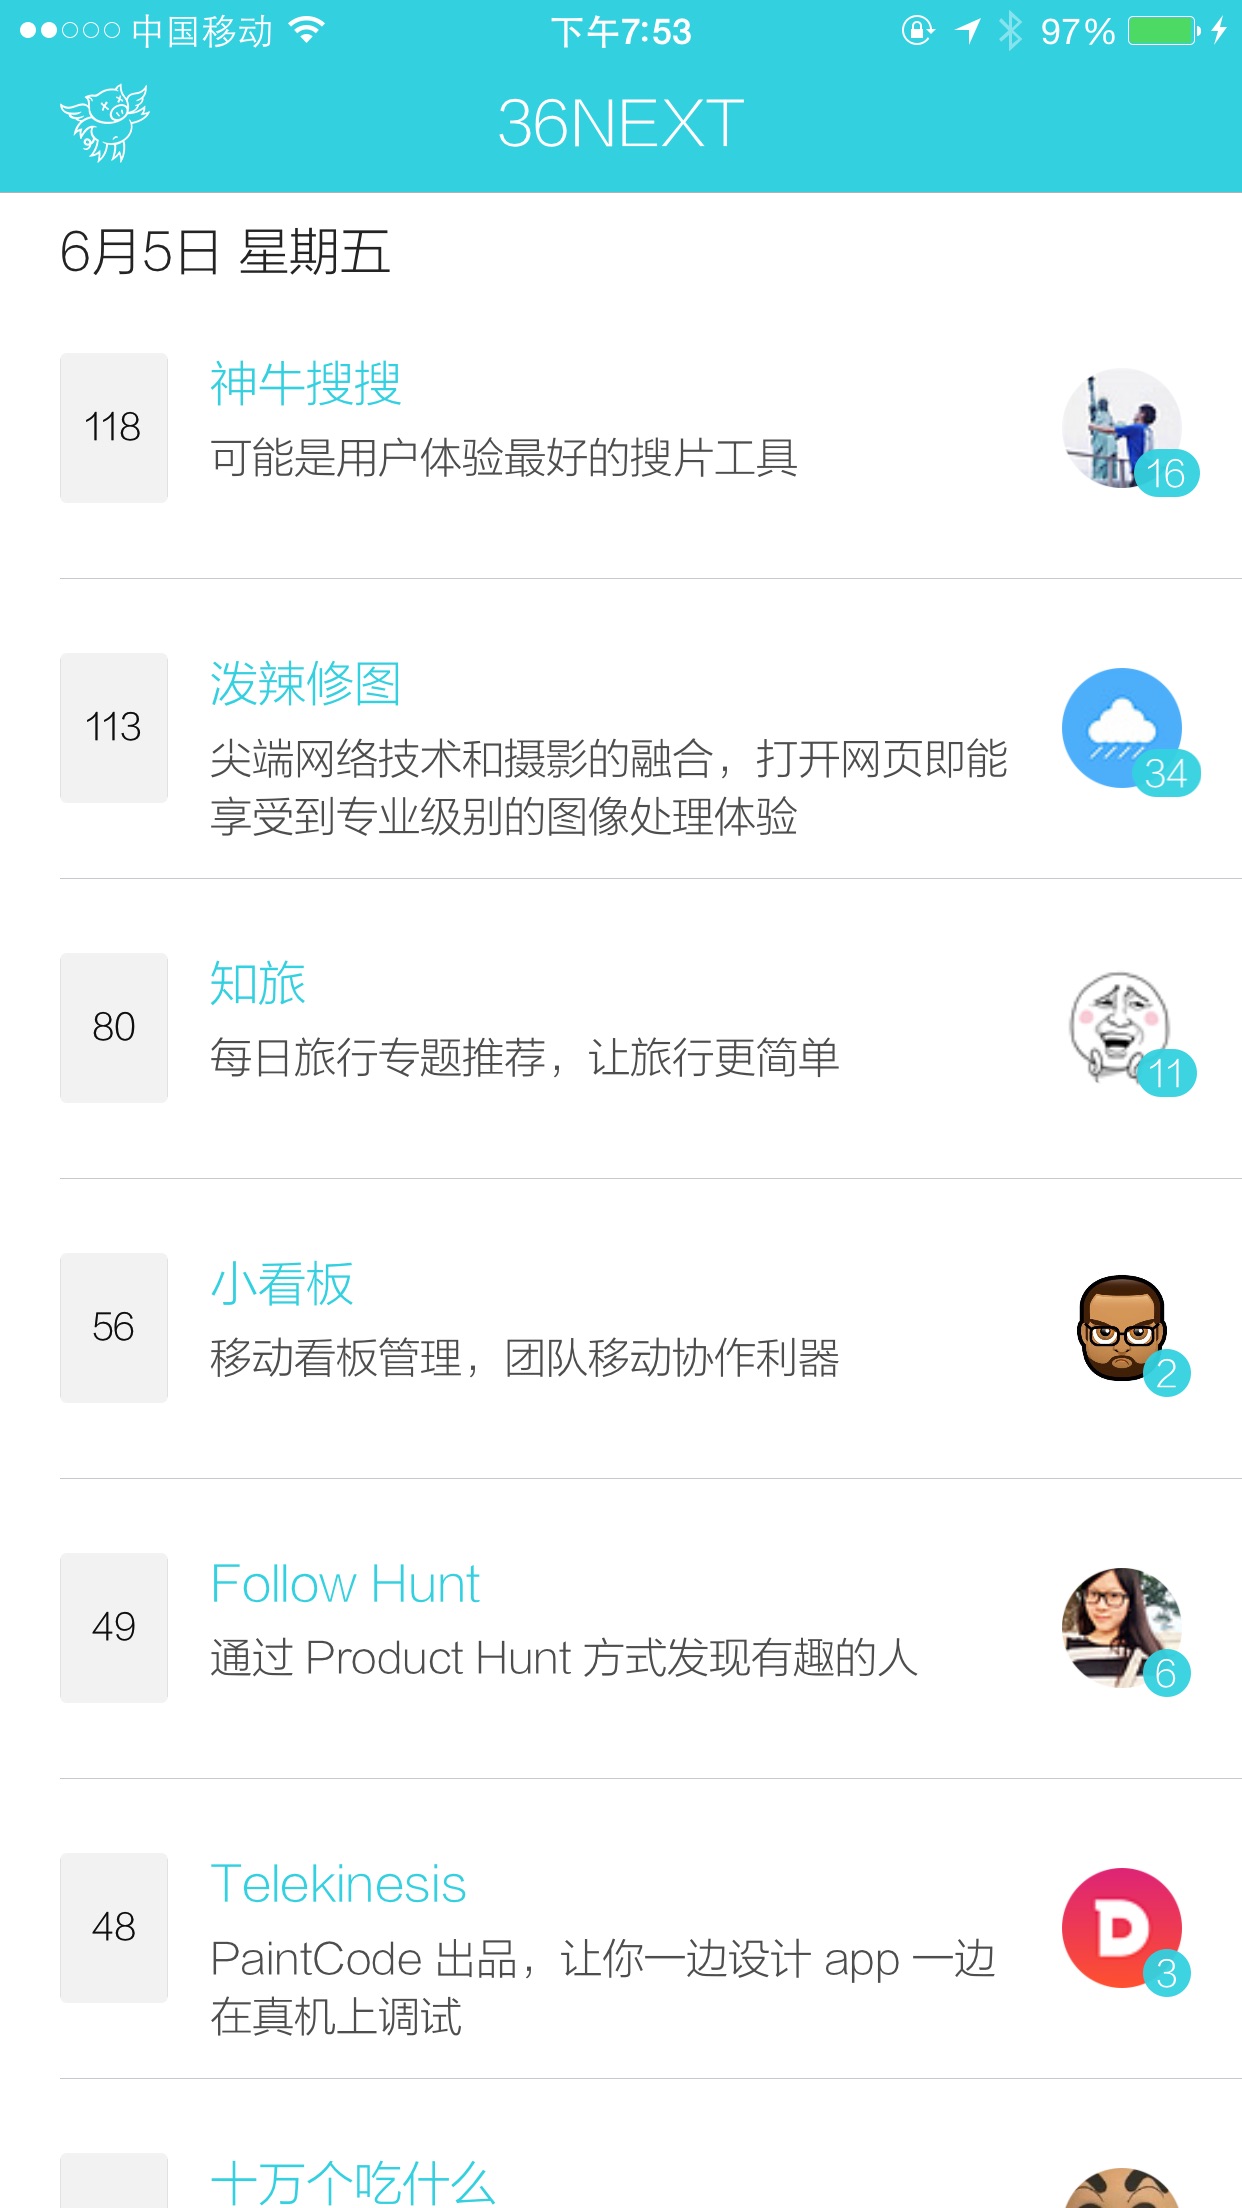 中国移动 下午7:53 97%
36NEXT
6月5日 星期五
118
神牛搜搜
可能是用户体验最好的搜片工具
16
113
泼辣修图
尖端网络技术和摄影的融合，打开网页即能
享受到专业级别的图像处理体验
34
80
知旅
每日旅行专题推荐，让旅行更简单
11
56
小看板
移动看板管理，团队移动协作利器
2
49
Follow Hunt
通过 Product Hunt 方式发现有趣的人
6
48
Telekinesis
PaintCode 出品，让你一边设计 app 一边
在真机上调试
D
3
十万个吃什么